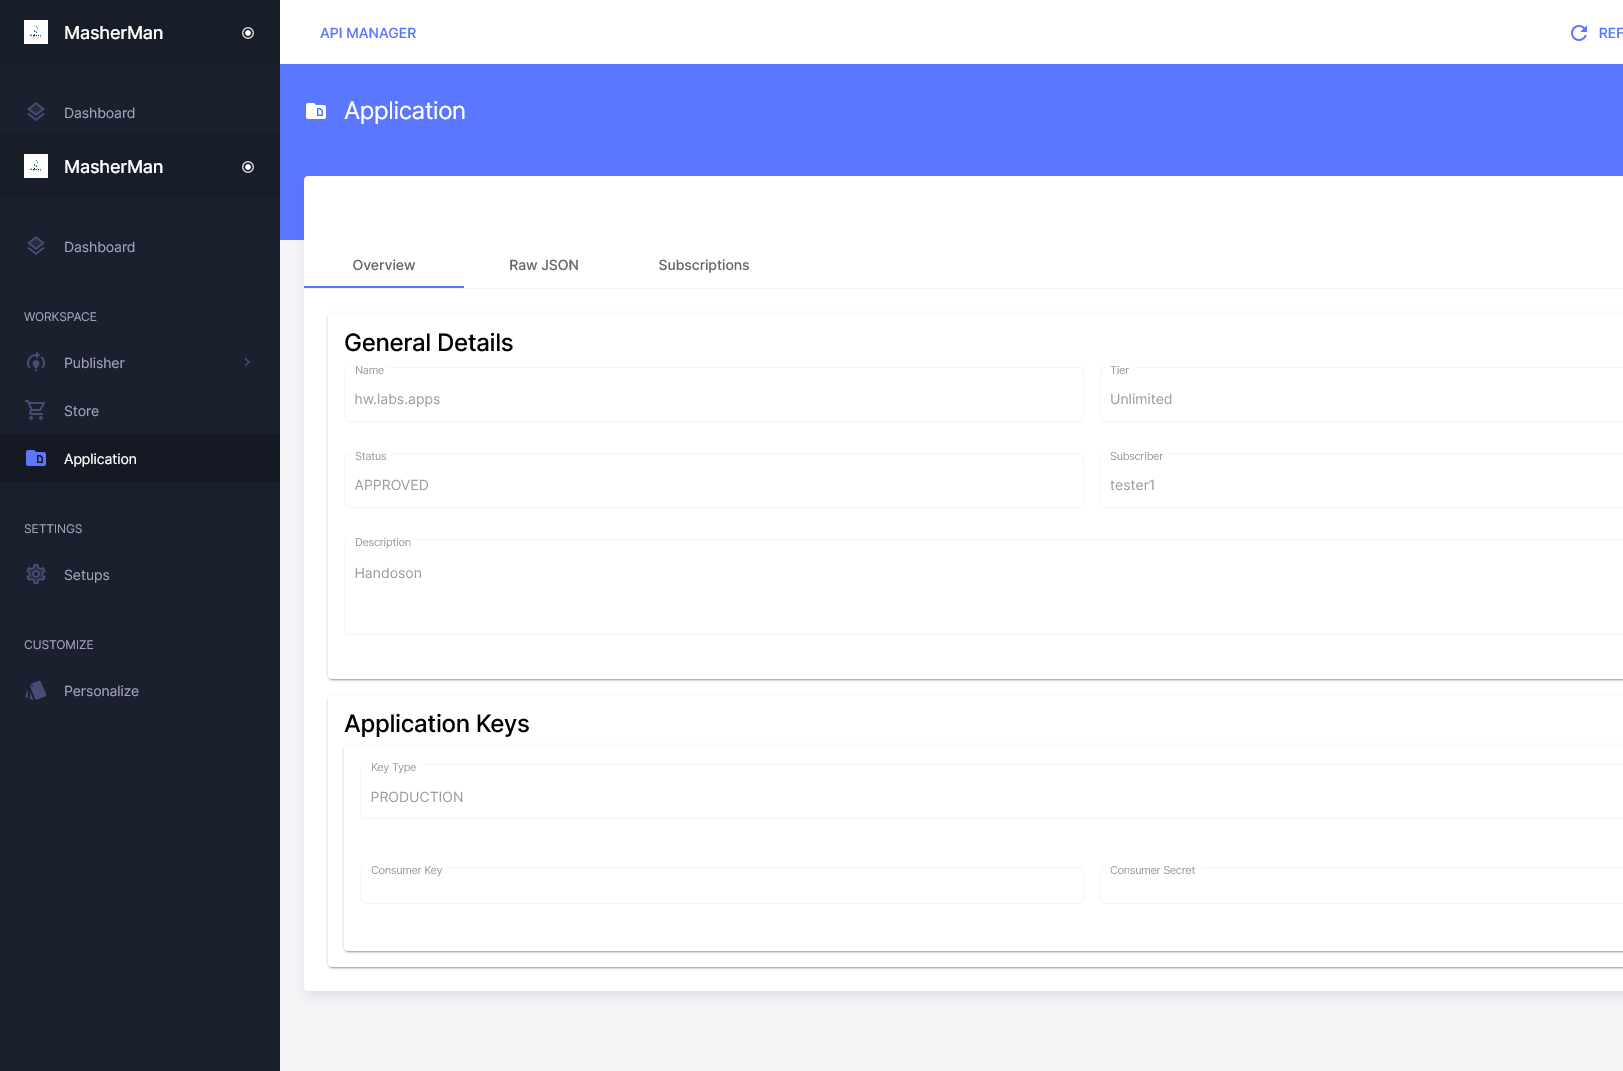 MasherMan
Dashboard
MasherMan
Dashboard
WORKSPACE
Publisher
Store
Application
SETTINGS
Setups
CUSTOMIZE
Personalize
API MANAGER
REF
Application
Overview
Raw JSON
Subscriptions
General Details
Name
hw.labs.apps
Tier
Unlimited
Status
APPROVED
Subscriber
tester1
Description
Handoson
Application Keys
Key Type
PRODUCTION
Consumer Key
Consumer Secret